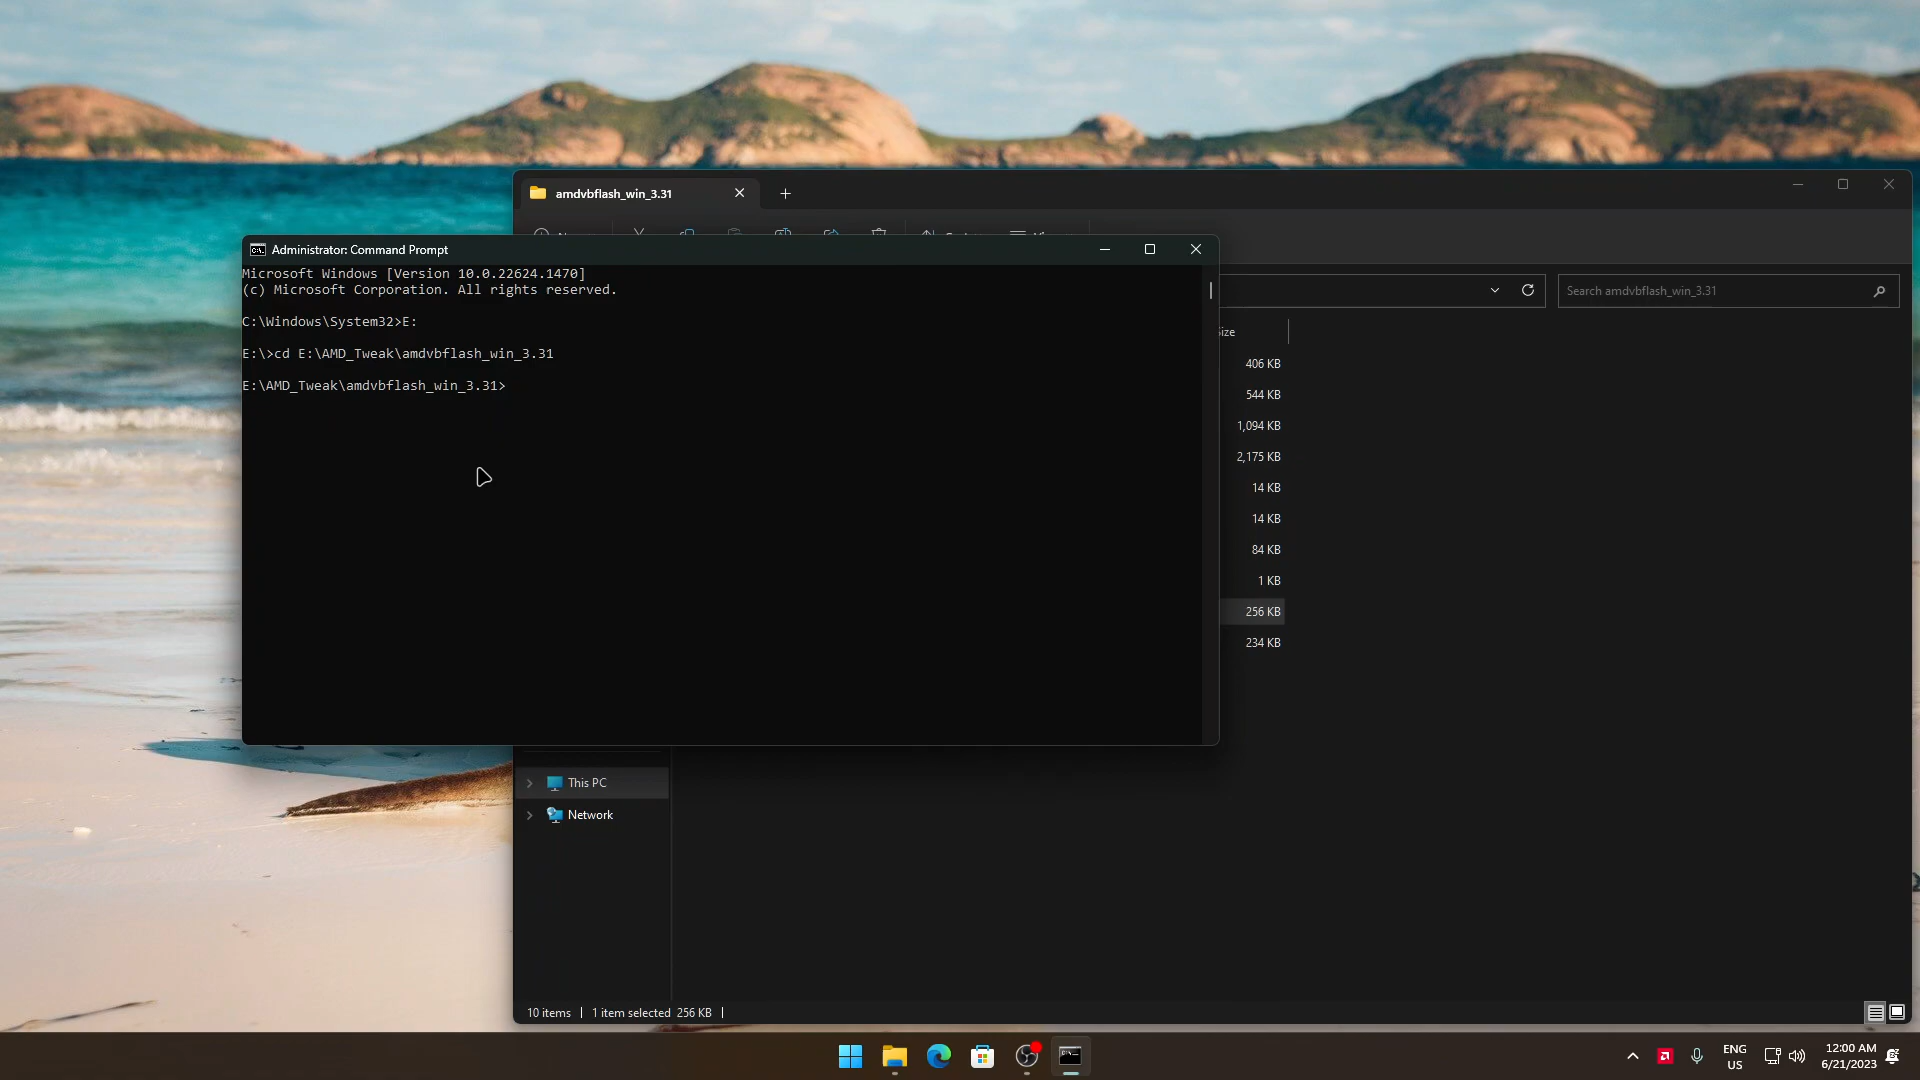 amdvbflash_win_3.31
Administrator: Command Prompt
Microsoft Windows [Version 10.0.22624.1470]
(c) Microsoft Corporation. All rights reserved.
C:\Windows\System32>E:
E:\>cd E:\AMD_Tweak\amdvbflash_win_3.31
E:\AMD_Tweak\amdvbflash_win_3.31>
Search amdvbflash_win_3.31
ize
406 KB
544 KB
1,094 KB
2,175 KB
14 KB
14 KB
84 KB
1 KB
256 KB
234 KB
This PC
Network
10 items
1 item selected 256 KB
ENG
US
12:00 AM
6/21/2023